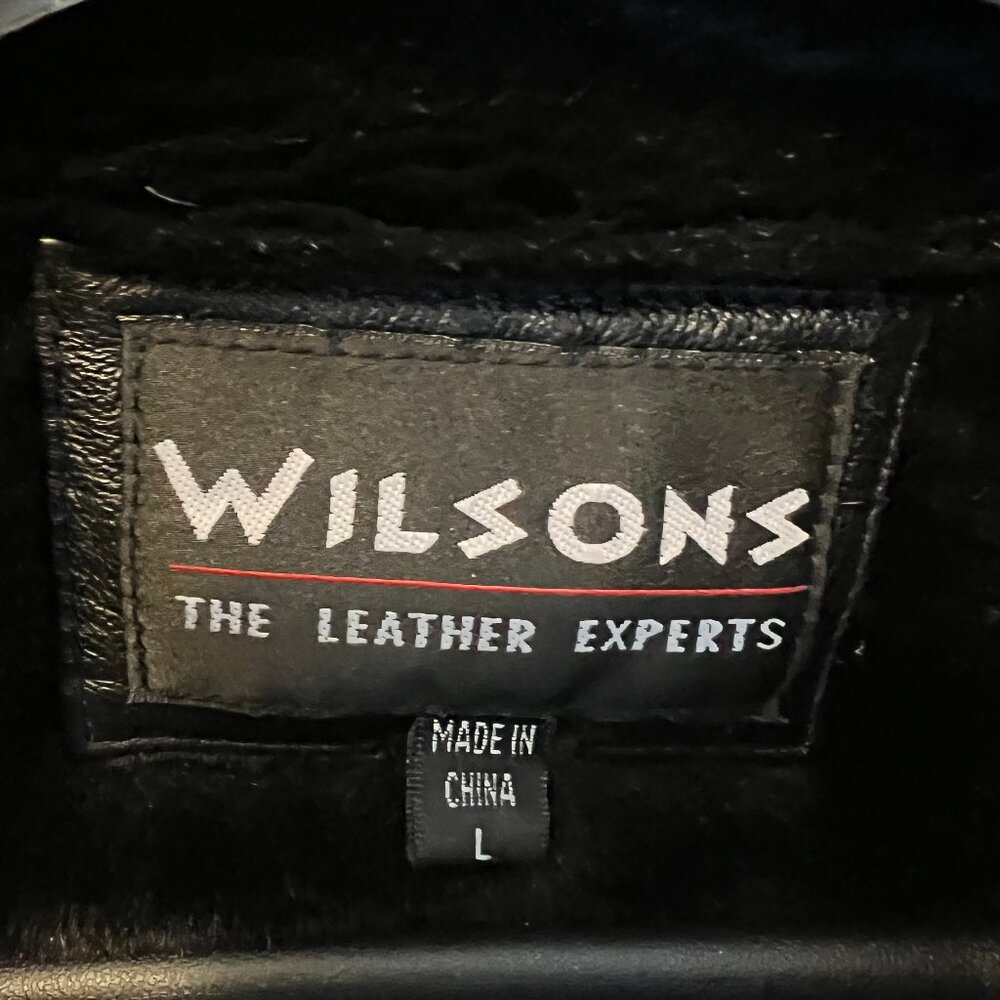 WILSONS
THE LEATHER EXPERTS
MADE IN
CHINA
L